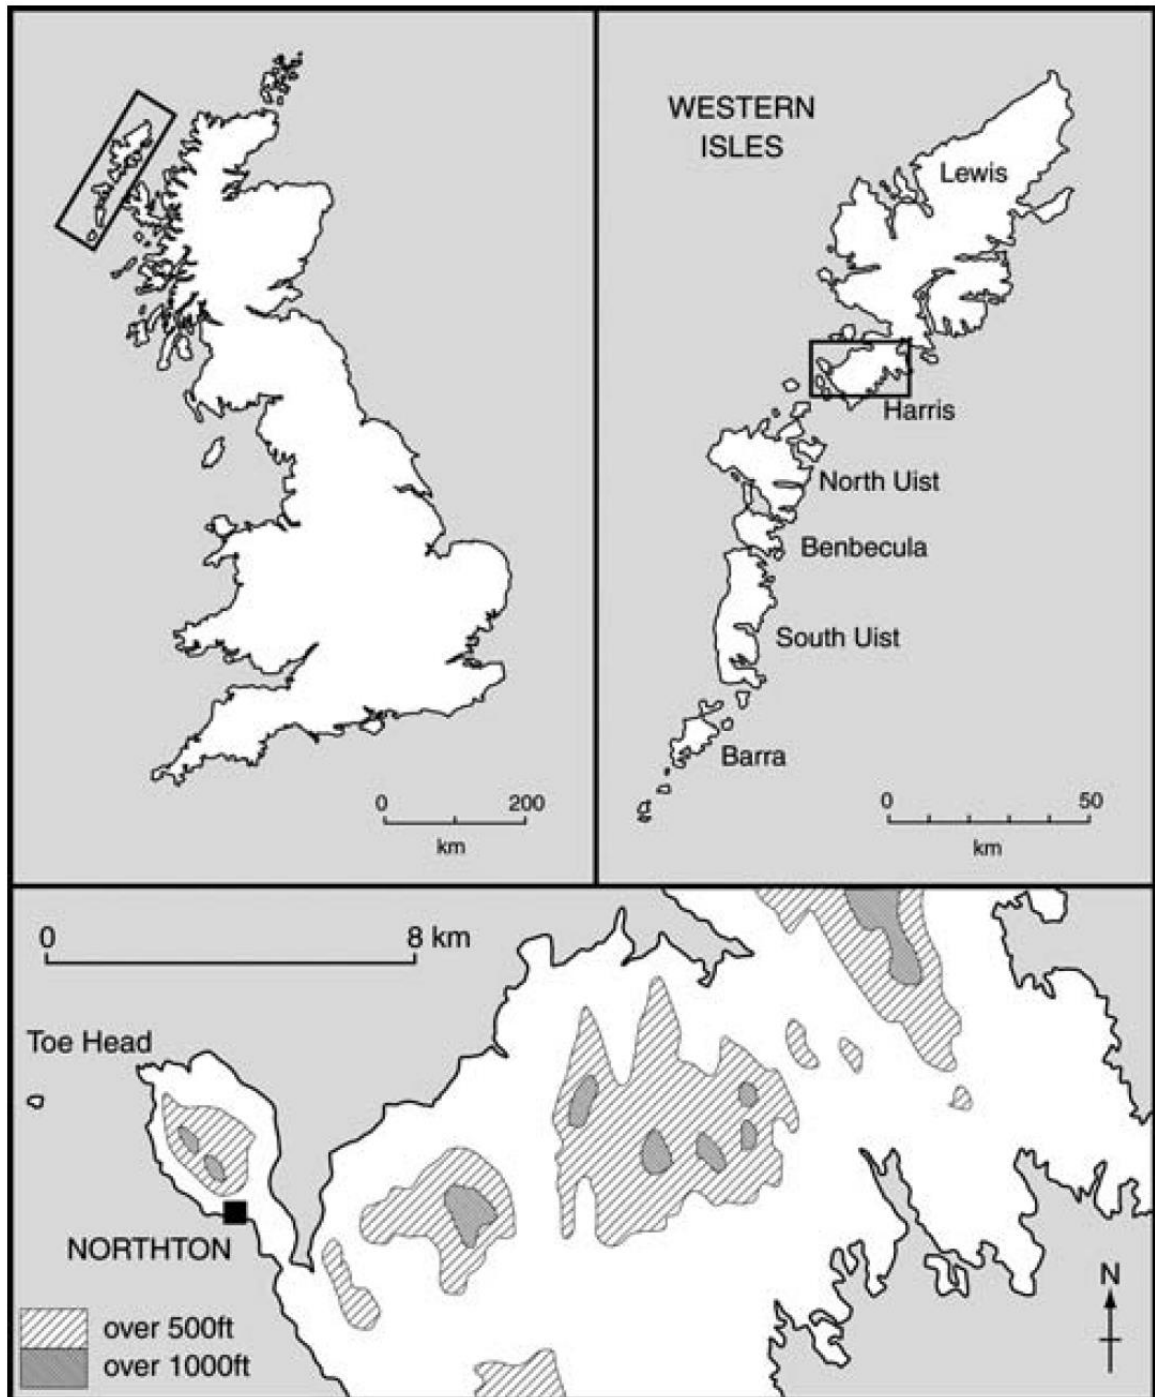 WESTERN
ISLES
Lewis
Harris
North Uist
Benbecula
South Uist
Barra
0 200
km
0 50
km
0 8 km
Toe Head
NORTHTON
N
over 500ft
over 1000ft